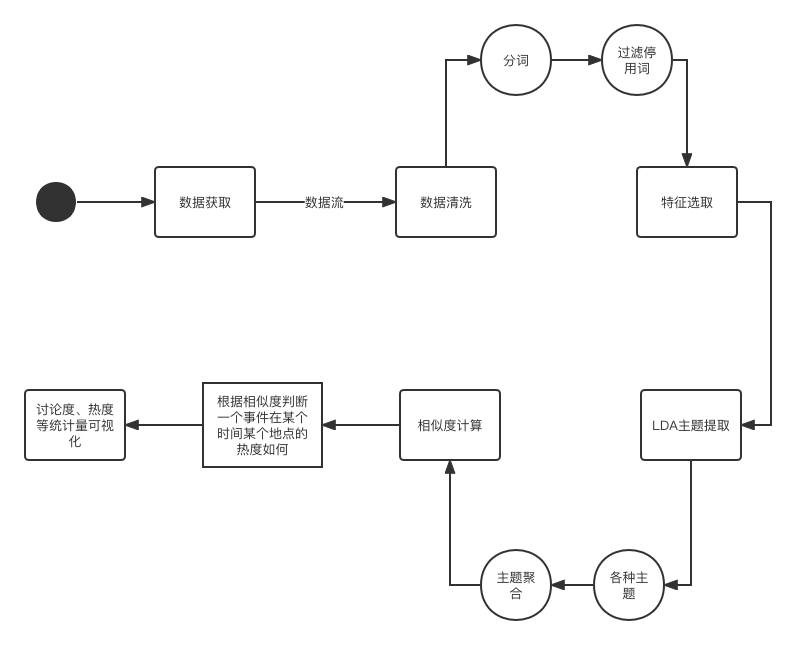 分词
过滤停
用词
数据获取
数据流
数据清洗
特征选取
讨论度、热度
等统计量可视
化
根据相似度判断
一个事件在某个
时间某个地点的
热度如何
相似度计算
LDA主题提取
主题聚
合
各种主
题